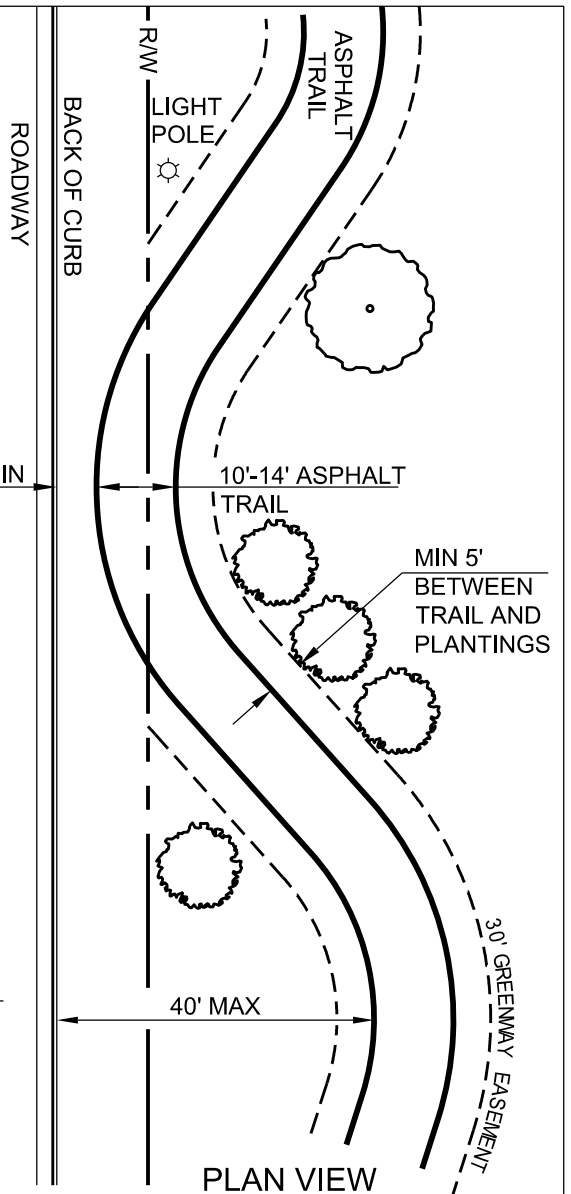 R/W
ASPHALT
TRAIL
LIGHT
POLE
BACK OF CURB
ROADWAY
IN
10'-14' ASPHALT
TRAIL
MIN 5'
BETWEEN
TRAIL AND
PLANTINGS
30' GREENWAY EASEMENT
40' MAX
PLAN VIEW